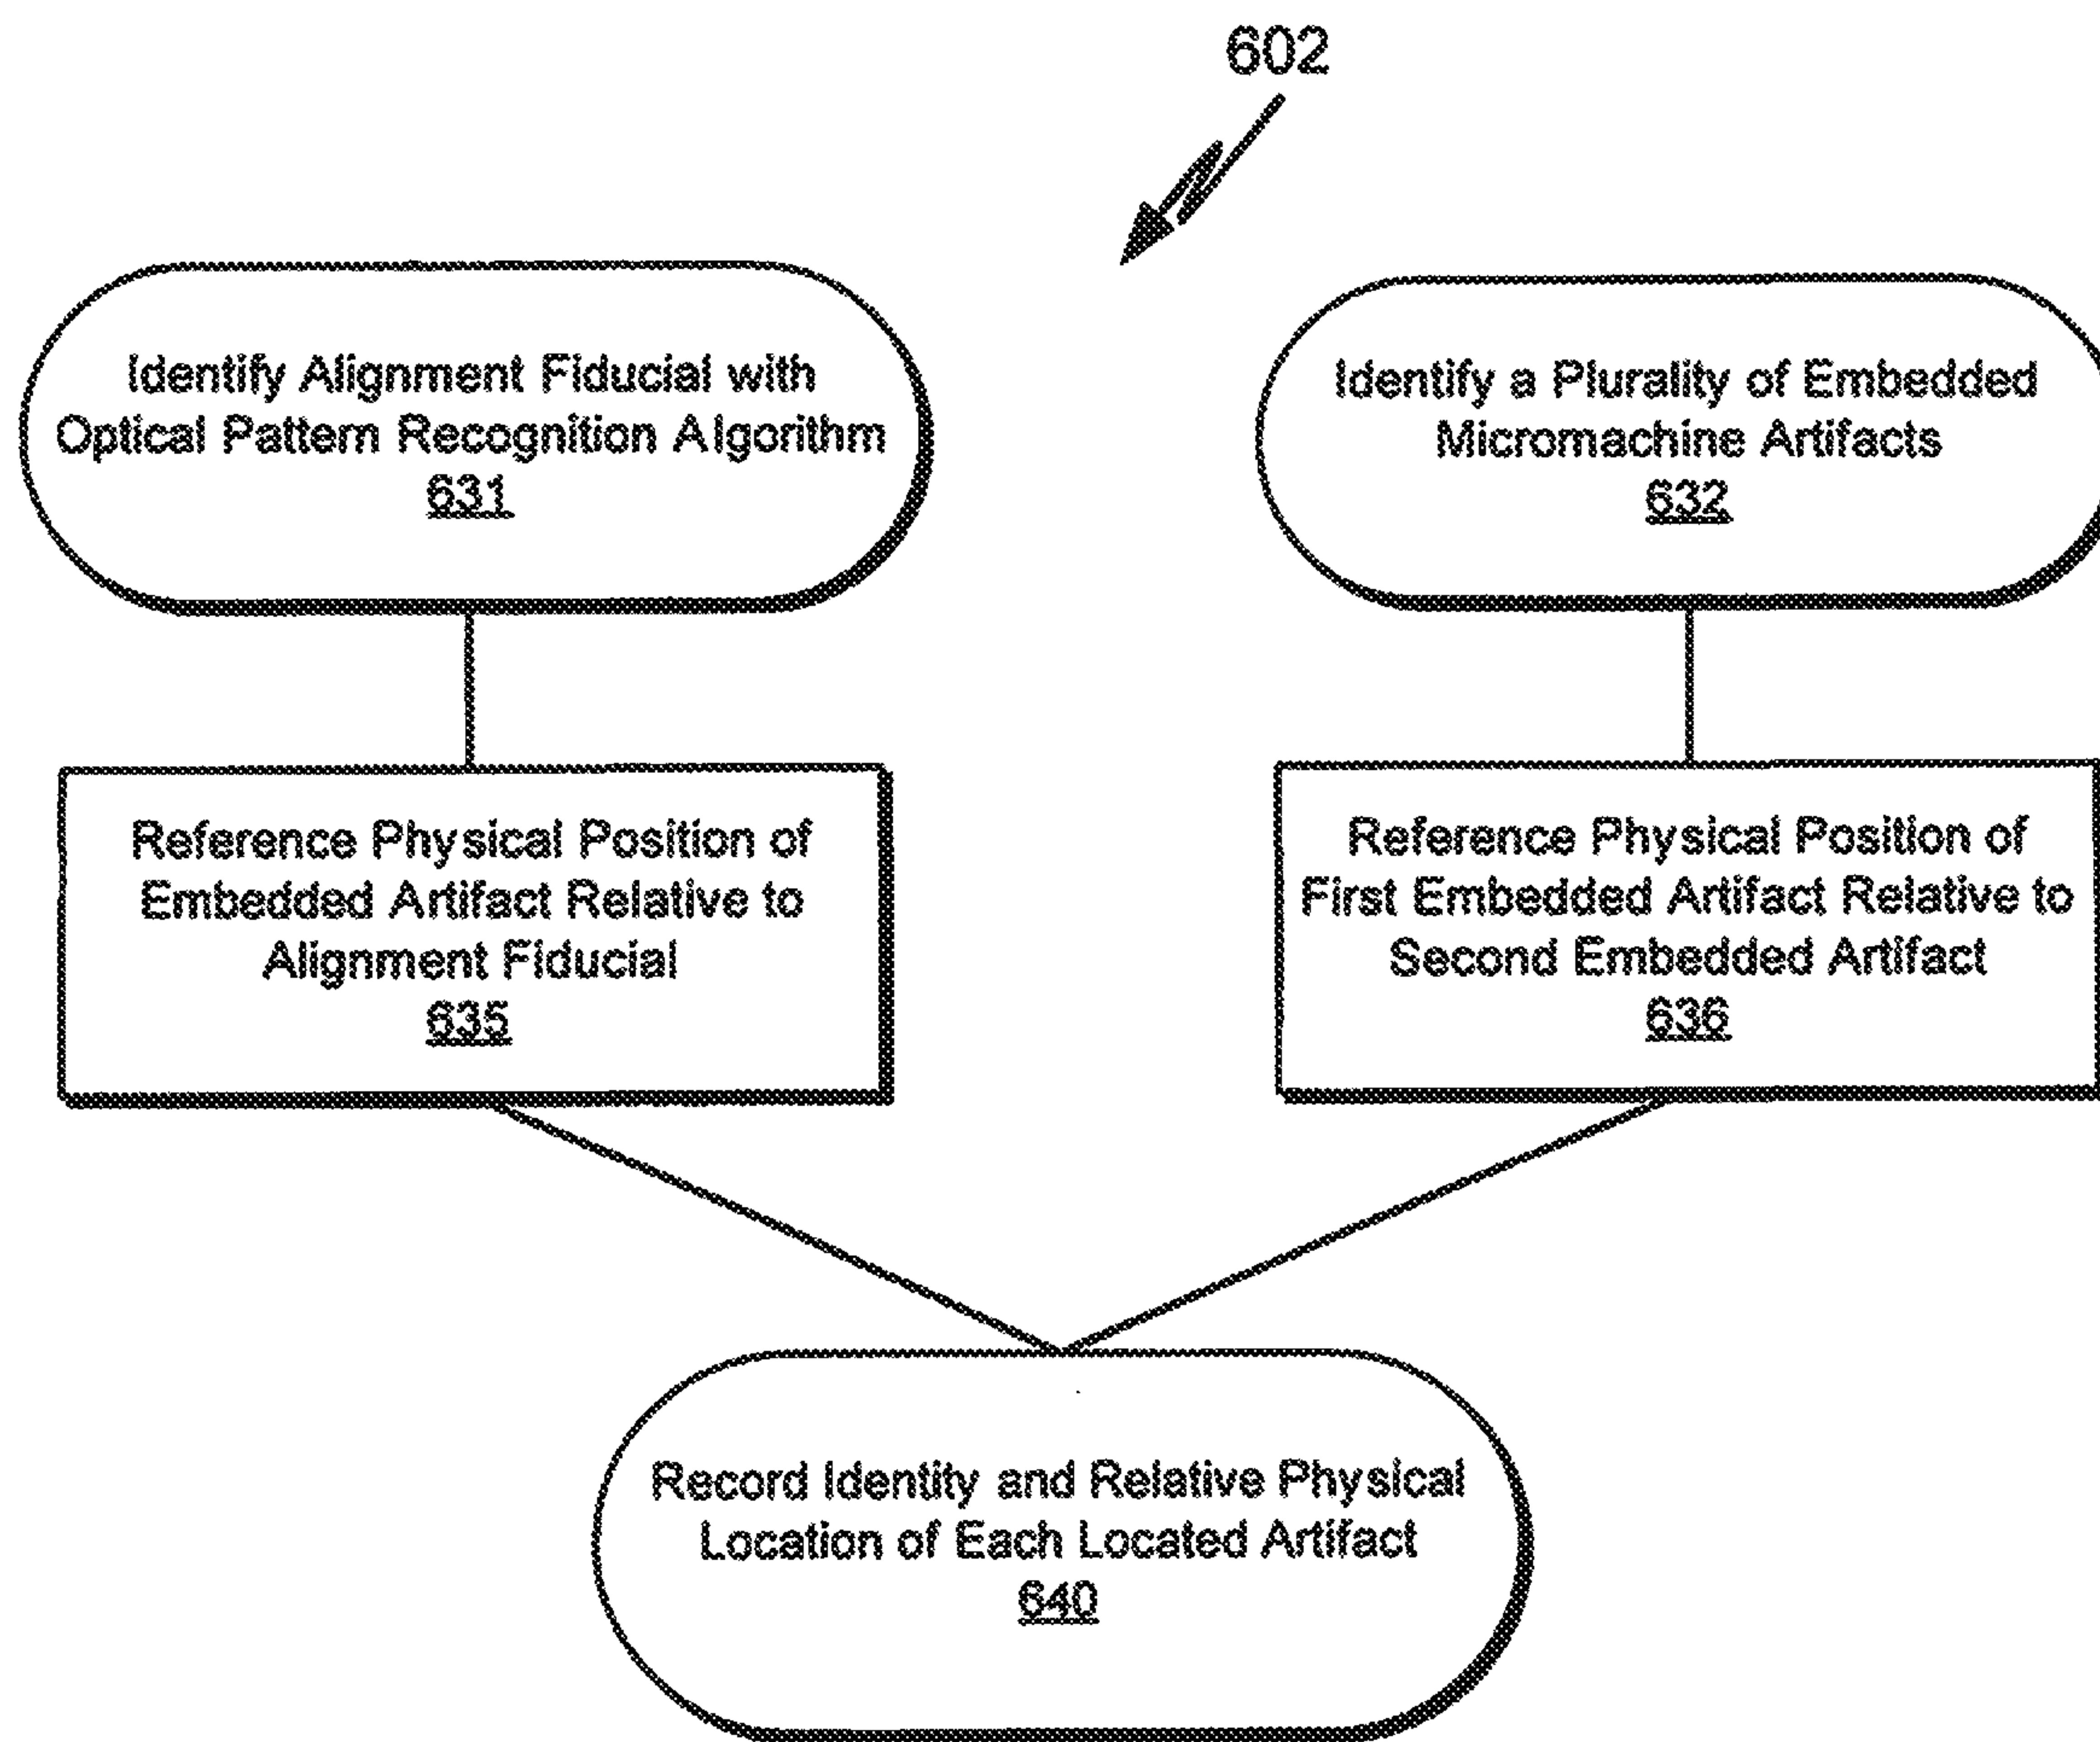 602
Identify Alignment Fiducial with
Optical Pattern Recognition Algorithm
631
Identify a Plurality of Embedded
Micromachine Artifacts
632
Reference Physical Position of
Embedded Artifact Relative to
Alignment Fiducial
635
Reference Physical Position of
First Embedded Artifact Relative to
Second Embedded Artifact
636
Record Identity and Relative Physical
Location of Each Located Artifact
640